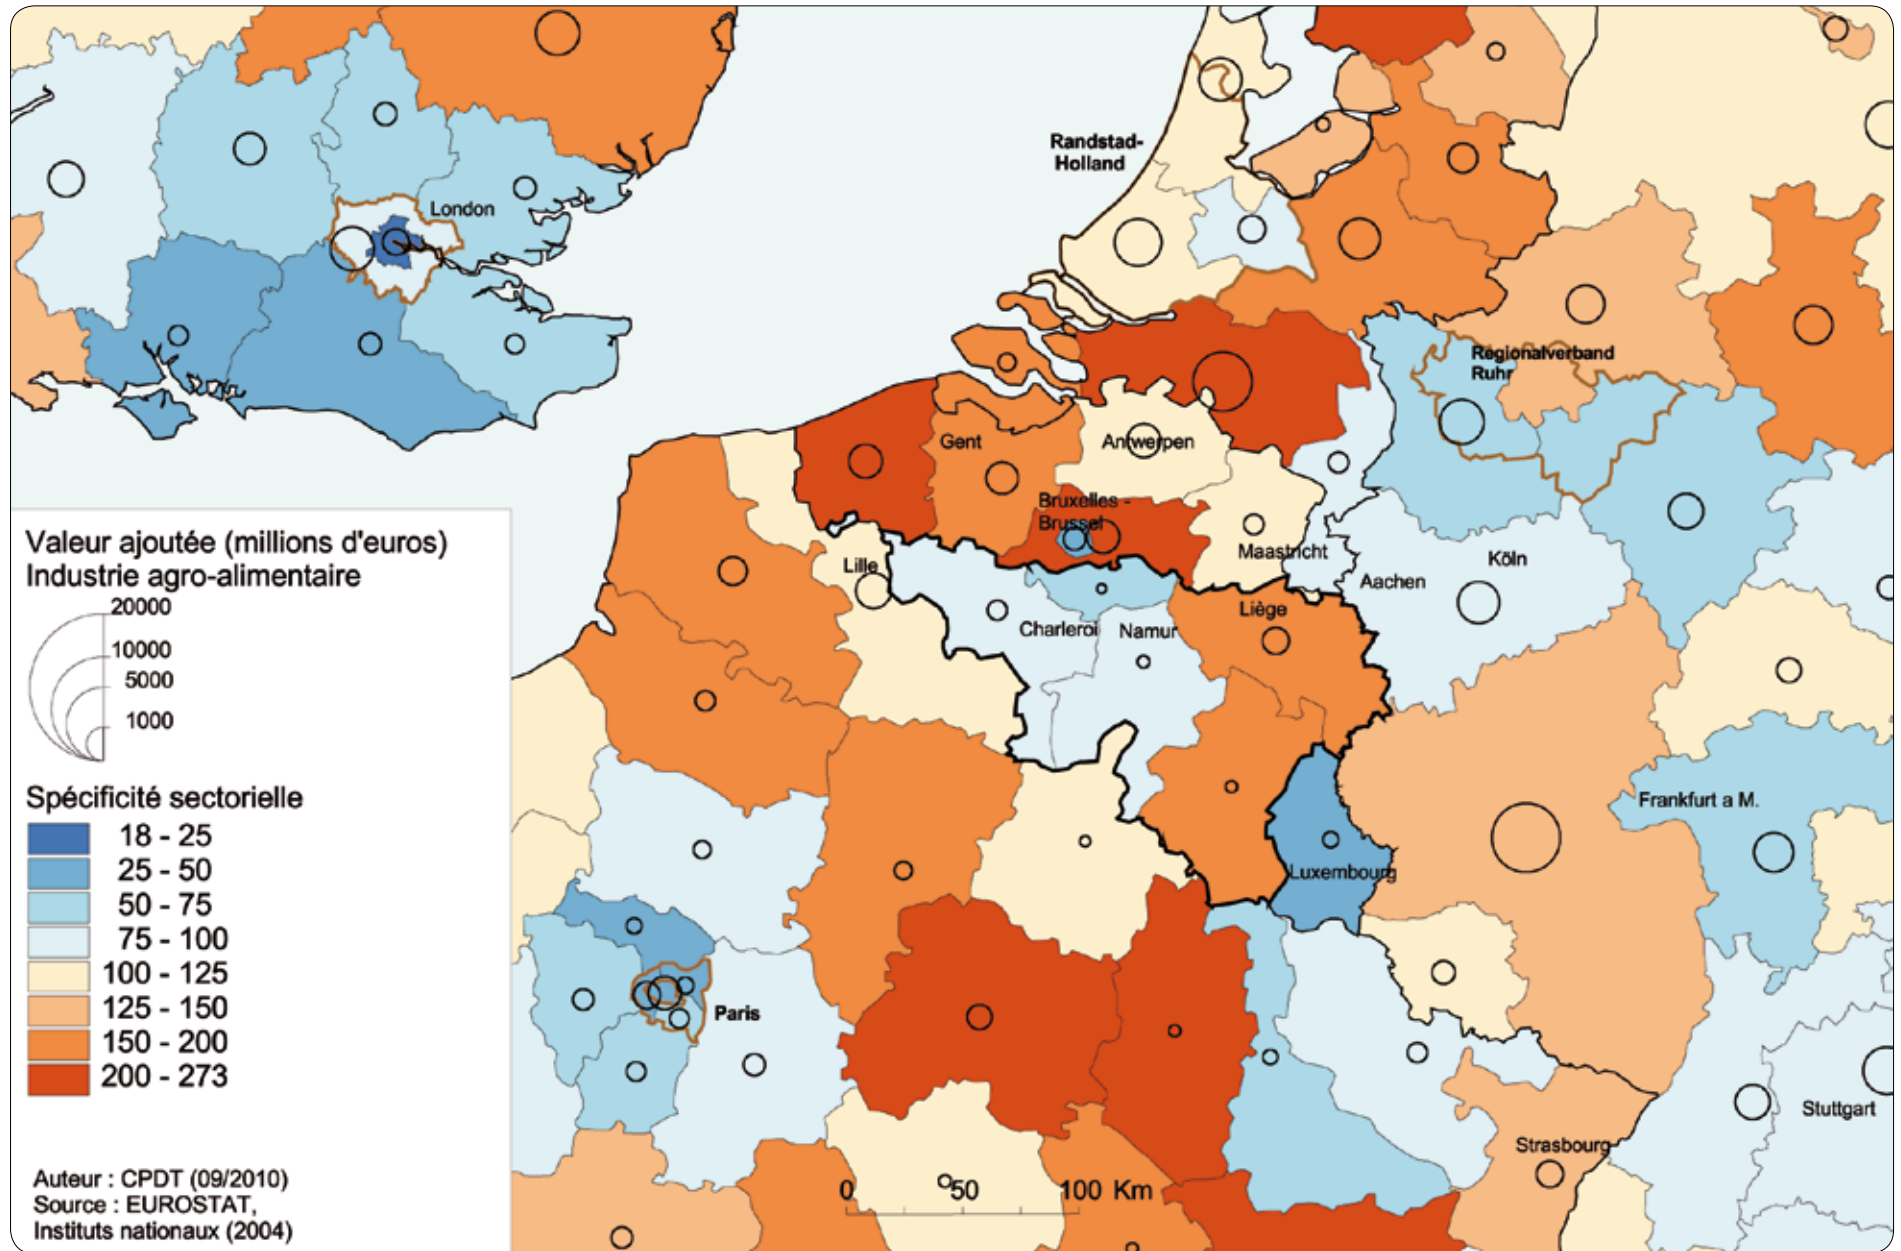 Randstad-
Holland
London
Regionalverband
Ruhr
Gent
Antwerpen
Bruxelles -
Brussel
Maastricht
Köln
Lille
Aachen
Liège
Charleroi
Namur
Frankfurt a M.
Luxembourg
Paris
Stuttgart
Strasbourg
Valeur ajoutée (millions d'euros)
Industrie agro-alimentaire
20000
10000
5000
1000
Spécificité sectorielle
18 - 25
25 - 50
50 - 75
75 - 100
100 - 125
125 - 150
150 - 200
200 - 273
Auteur : CPDT (09/2010)
Source : EUROSTAT,
Instituts nationaux (2004)
0 50 100 Km